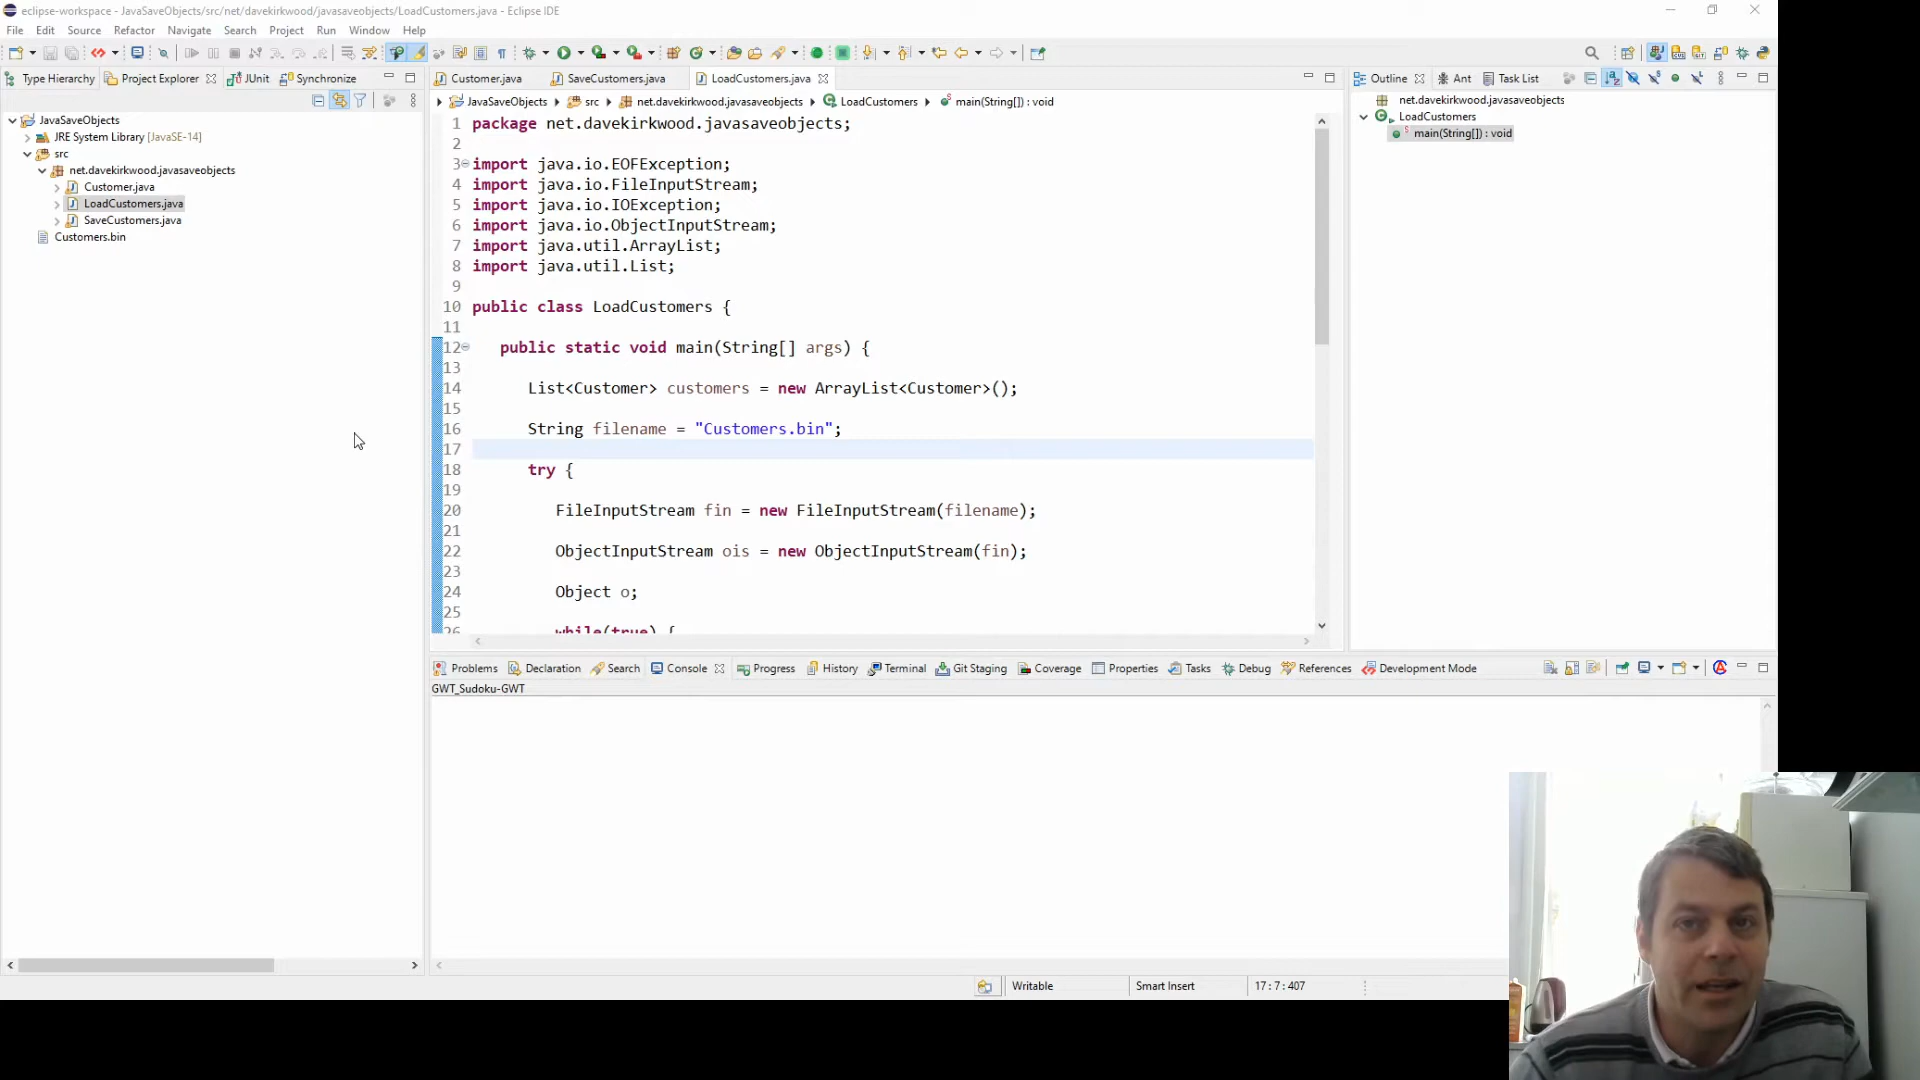 eclipse-workspace - JavaSaveObjects/src/net/davekirkwood/javasaveobjects/LoadCustomers.java - Eclipse IDE
File Edit Source Refactor Navigate Search Project Run Window Help
Type Hierarchy Project Explorer JUnit Synchronize
JavaSaveObjects
JRE System Library [JavaSE-14]
src
net.davekirkwood.javasaveobjects
Customer.java
LoadCustomers.java
SaveCustomers.java
Customers.bin
Customer.java SaveCustomers.java LoadCustomers.java
JavaSaveObjects src net.davekirkwood.javasaveobjects LoadCustomers main(String[]) : void
1 package net.davekirkwood.javasaveobjects;
2
3 import java.io.EOFException;
4 import java.io.FileInputStream;
5 import java.io.IOException;
6 import java.io.ObjectInputStream;
7 import java.util.ArrayList;
8 import java.util.List;
9
10 public class LoadCustomers {
11
12 public static void main(String[] args) {
13
14 List<Customer> customers = new ArrayList<Customer>();
15
16 String filename = "Customers.bin";
17
18 try {
19
20 FileInputStream fin = new FileInputStream(filename);
21
22 ObjectInputStream ois = new ObjectInputStream(fin);
23
24 Object o;
25
26 while(true) {
Outline Ant Task List
net.davekirkwood.javasaveobjects
LoadCustomers
main(String[]) : void
Problems Declaration Search Console Progress History Terminal Git Staging Coverage Properties Tasks Debug References Development Mode
GWT_Sudoku-GWT
Writable Smart Insert 17 : 7 : 407